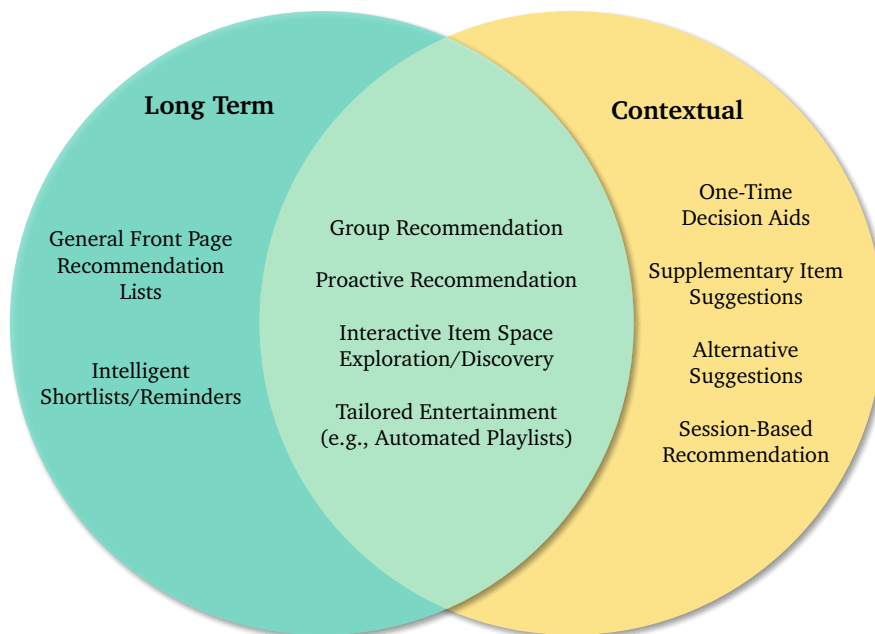 Long Term
General Front Page
Recommendation
Lists
Intelligent
Shortlists/Reminders
Group Recommendation
Proactive Recommendation
Interactive Item Space
Exploration/Discovery
Tailored Entertainment
(e.g., Automated Playlists)
Contextual
One-Time
Decision Aids
Supplementary Item
Suggestions
Alternative
Suggestions
Session-Based
Recommendation